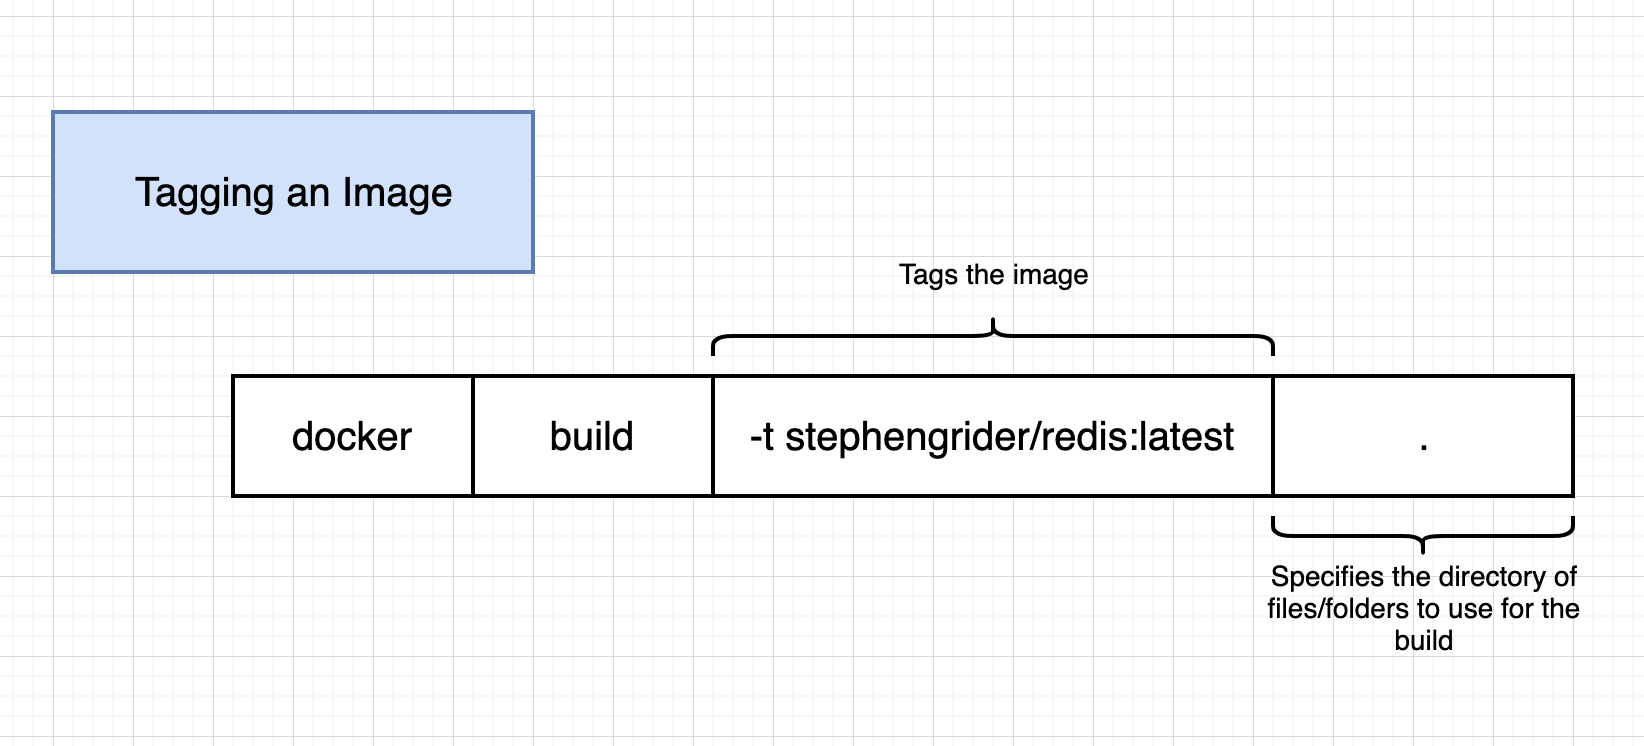 Tagging an Image
Tags the image
docker build -t stephengrider/redis:latest .
Specifies the directory of
files/folders to use for the
build